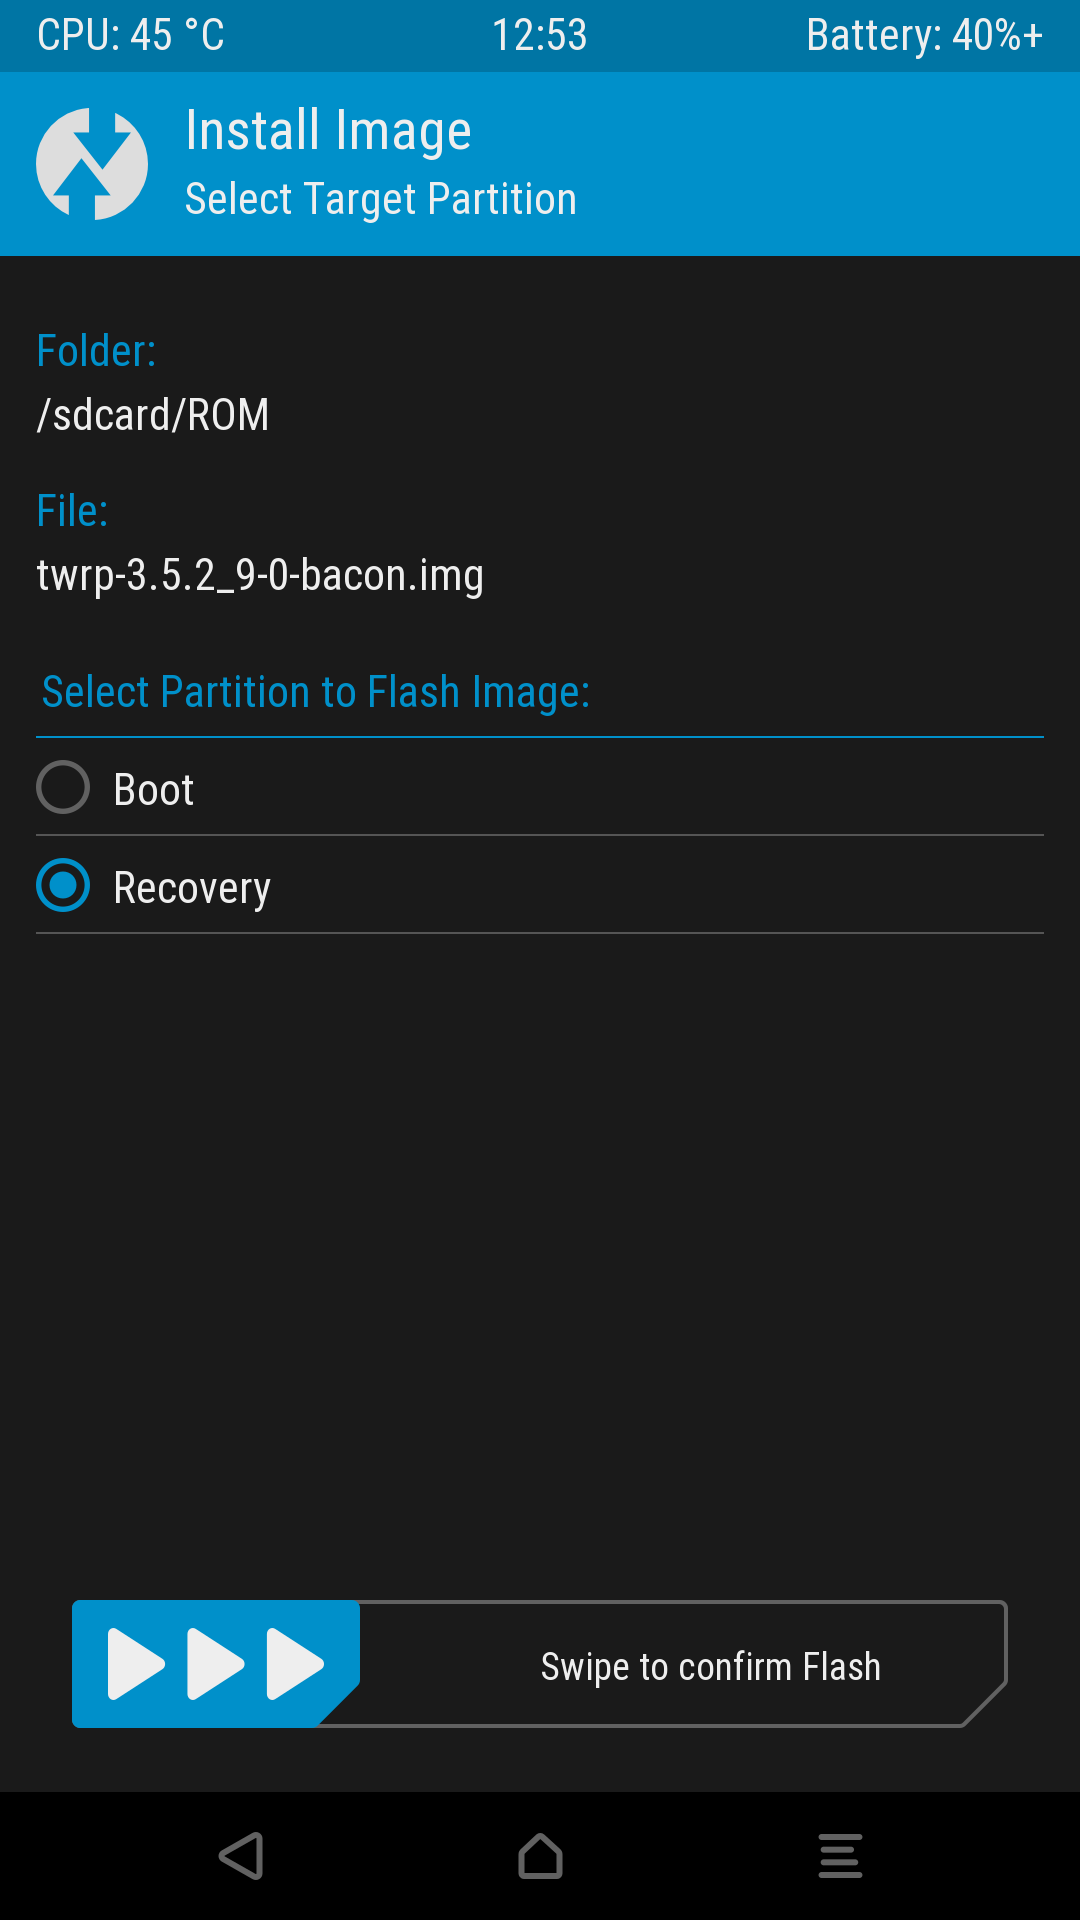 CPU: 45 °C 12:53 Battery: 40%+
Install Image
Select Target Partition
Folder:
/sdcard/ROM
File:
twrp-3.5.2_9-0-bacon.img
Select Partition to Flash Image:
Boot
Recovery
Swipe to confirm Flash